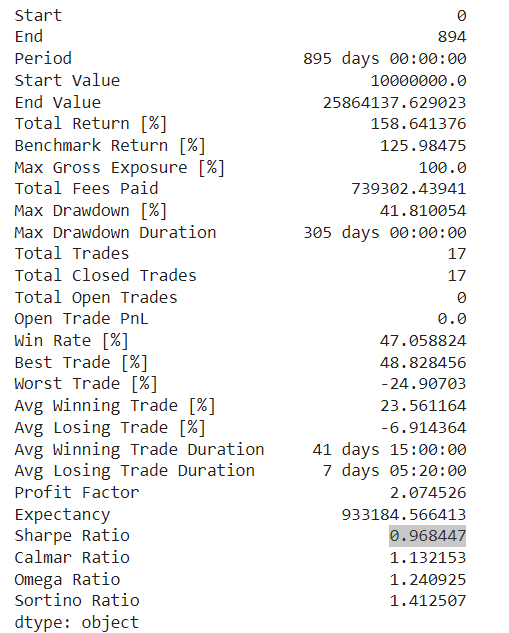 Start 0
End 894
Period 895 days 00:00:00
Start Value 10000000.0
End Value 25864137.629023
Total Return [%] 158.641376
Benchmark Return [%] 125.98475
Max Gross Exposure [%] 100.0
Total Fees Paid 739302.43941
Max Drawdown [%] 41.810054
Max Drawdown Duration 305 days 00:00:00
Total Trades 17
Total Closed Trades 17
Total Open Trades 0
Open Trade PnL 0.0
Win Rate [%] 47.058824
Best Trade [%] 48.828456
Worst Trade [%] -24.90703
Avg Winning Trade [%] 23.561164
Avg Losing Trade [%] -6.914364
Avg Winning Trade Duration 41 days 15:00:00
Avg Losing Trade Duration 7 days 05:20:00
Profit Factor 2.074526
Expectancy 933184.566413
Sharpe Ratio 0.968447
Calmar Ratio 1.132153
Omega Ratio 1.240925
Sortino Ratio 1.412507
dtype: object